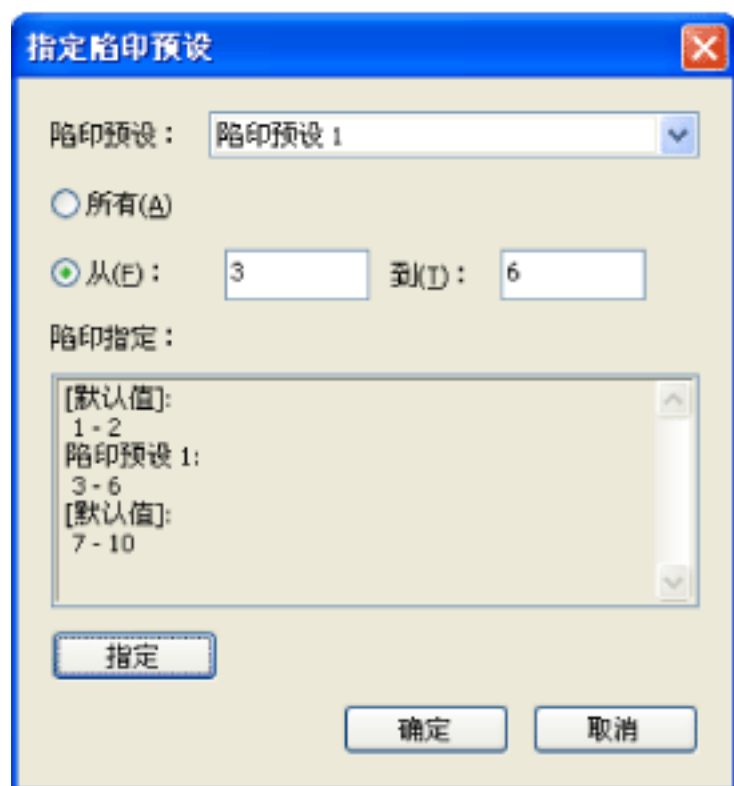 指定陷印预设
陷印预设： 陷印预设 1
所有(A)
从(F)： 3 到(T)： 6
陷印指定：
[默认值]:
1 - 2
陷印预设 1:
3 - 6
[默认值]:
7 - 10
指定
确定 取消